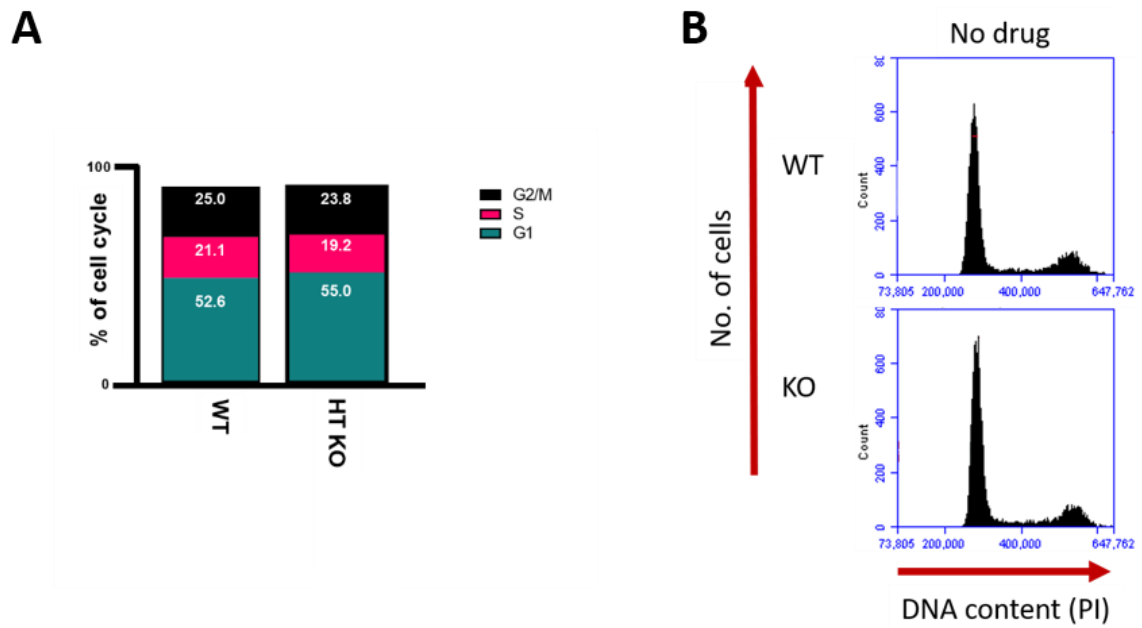 A
100
0
% of cell cycle
25.0
21.1
52.6
23.8
19.2
55.0
WT
HT KO
G2/M
S
G1
B
No drug
No. of cells
WT
KO
Count
600
400
200
0
73,805 200,000 400,000 647,762
Count
600
400
200
0
73,805 200,000 400,000 647,762
DNA content (PI)